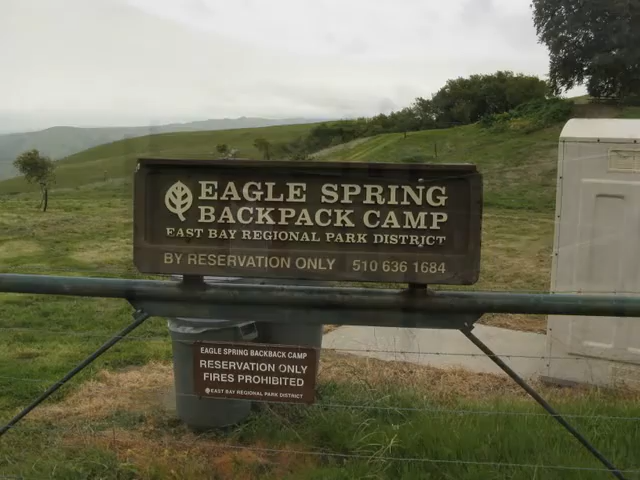 EAGLE SPRING
BACKPACK CAMP
EAST BAY REGIONAL PARK DISTRICT
BY RESERVATION ONLY 510 636 1684
EAGLE SPRING BACKBACK CAMP
RESERVATION ONLY
FIRES PROHIBITED
EAST BAY REGIONAL PARK DISTRICT